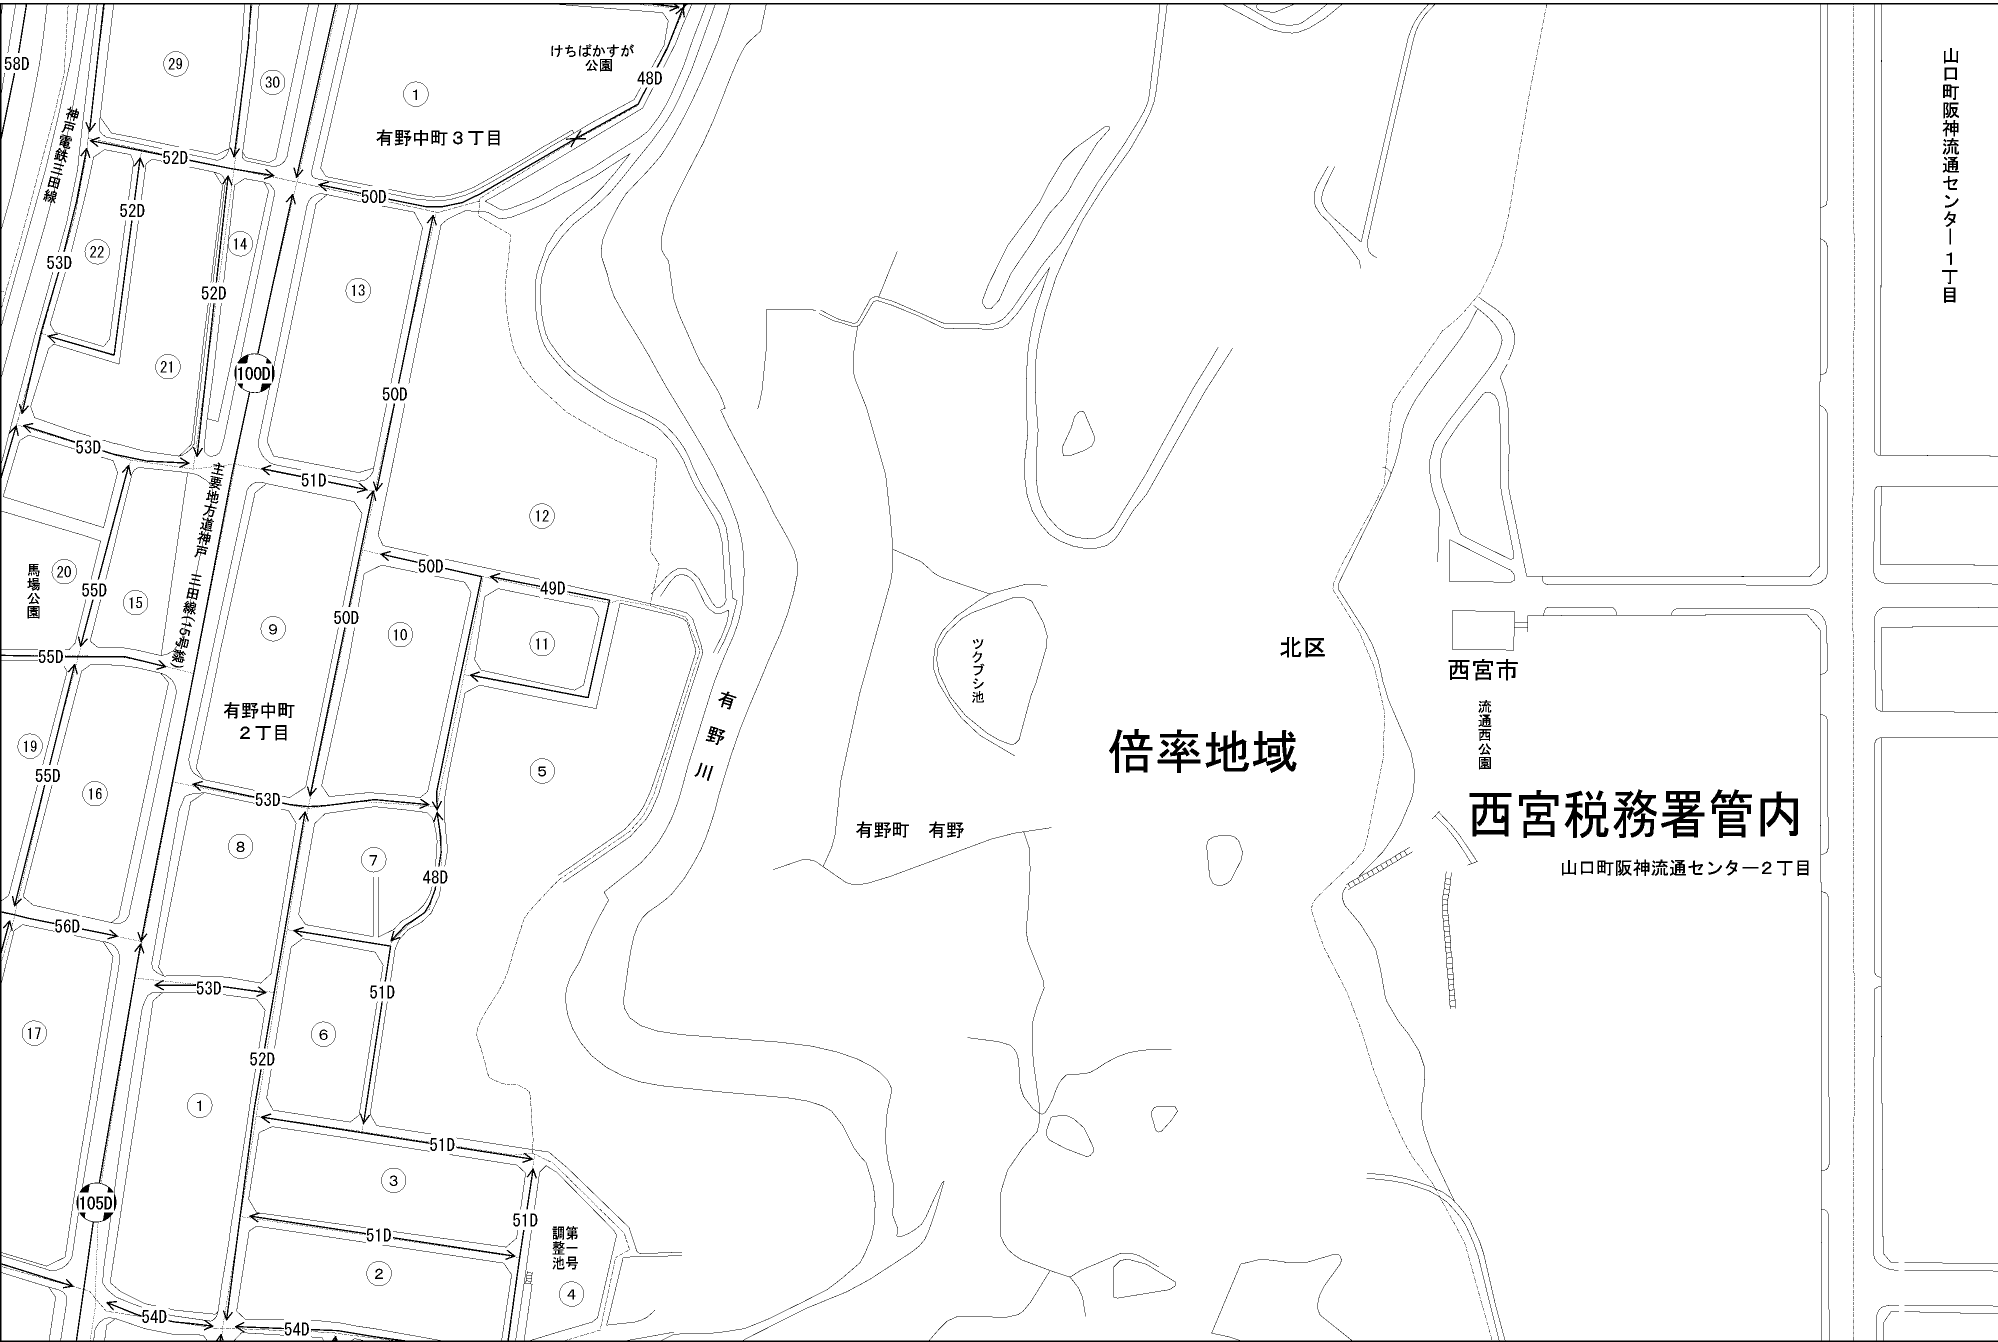 58D
29
30
1
けちばかすが
公園
48D
有野中町3丁目
神戸電鉄三田線
52D
50D
52D
22
53D
14
52D
13
21
100D
50D
53D
51D
主要地方道神戸 三田線(15号線)
12
馬場公園
20
55D
15
50D
49D
9
50D
10
11
55D
有野中町
2丁目
19
55D
16
53D
5
8
7
48D
56D
53D
51D
17
6
52D
1
51D
3
105D
51D
51D
第一号
調整池
2
4
54D
54D
有野川
ツクブシ池
北区
倍率地域
有野町 有野
西宮市
流通西公園
西宮税務署管内
山口町阪神流通センター2丁目
山口町阪神流通センター1丁目